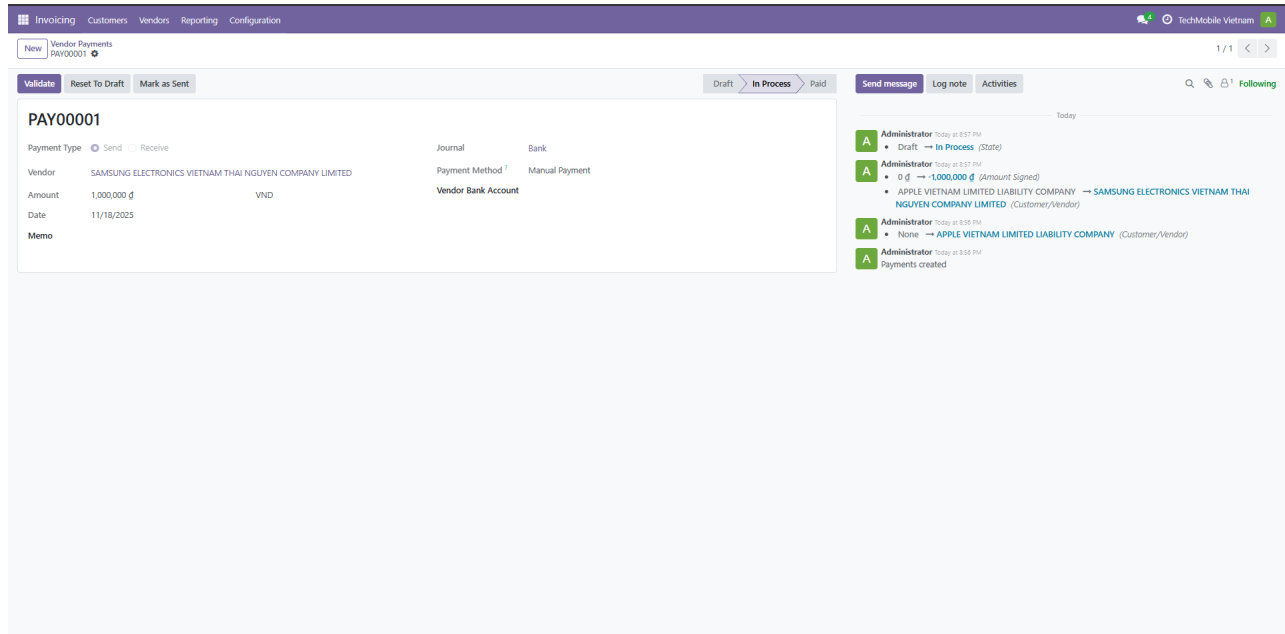 Invoicing Customers Vendors Reporting Configuration 4 TechMobile Vietnam A
New Vendor Payments
PAY00001
1 / 1
Validate Reset To Draft Mark as Sent Draft In Process Paid
Send message Log note Activities 1 Following
PAY00001
Payment Type Send Receive
Vendor SAMSUNG ELECTRONICS VIETNAM THAI NGUYEN COMPANY LIMITED
Amount 1,000,000 ₫ VND
Date 11/18/2025
Memo
Journal Bank
Payment Method ? Manual Payment
Vendor Bank Account
Today
A Administrator Today at 8:57 PM
• Draft → In Process (State)
A Administrator Today at 8:57 PM
• 0 ₫ → -1,000,000 ₫ (Amount Signed)
• APPLE VIETNAM LIMITED LIABILITY COMPANY → SAMSUNG ELECTRONICS VIETNAM THAI
NGUYEN COMPANY LIMITED (Customer/Vendor)
A Administrator Today at 8:56 PM
• None → APPLE VIETNAM LIMITED LIABILITY COMPANY (Customer/Vendor)
A Administrator Today at 8:56 PM
Payments created